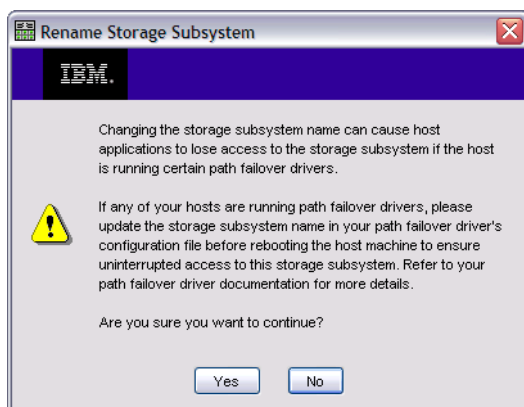 Rename Storage Subsystem
IBM.
Changing the storage subsystem name can cause host
applications to lose access to the storage subsystem if the host
is running certain path failover drivers.
If any of your hosts are running path failover drivers, please
update the storage subsystem name in your path failover driver's
configuration file before rebooting the host machine to ensure
uninterrupted access to this storage subsystem. Refer to your
path failover driver documentation for more details.
Are you sure you want to continue?
Yes
No